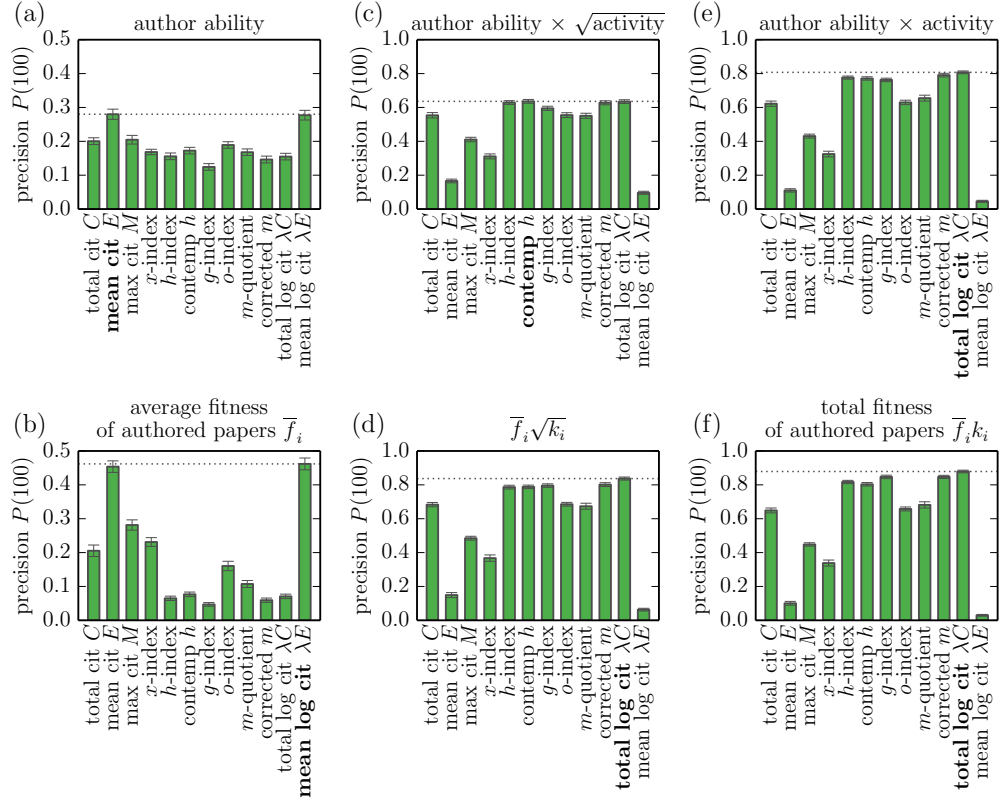 (a)
author ability
precision P(100)
0.5
0.4
0.3
0.2
0.1
0.0
total cit C
mean cit E
max cit M
x-index
h-index
contemp h
g-index
o-index
m-quotient
corrected m
total log cit λC
mean log cit λE
(c)
author ability × √activity
precision P(100)
1.0
0.8
0.6
0.4
0.2
0.0
total cit C
mean cit E
max cit M
x-index
h-index
contemp h
g-index
o-index
m-quotient
corrected m
total log cit λC
mean log cit λE
(e)
author ability × activity
precision P(100)
1.0
0.8
0.6
0.4
0.2
0.0
total cit C
mean cit E
max cit M
x-index
h-index
contemp h
g-index
o-index
m-quotient
corrected m
total log cit λC
mean log cit λE
(b)
average fitness
of authored papers f̅ᵢ
precision P(100)
0.5
0.4
0.3
0.2
0.1
0.0
total cit C
mean cit E
max cit M
x-index
h-index
contemp h
g-index
o-index
m-quotient
corrected m
total log cit λC
mean log cit λE
(d)
f̅ᵢ√kᵢ
precision P(100)
1.0
0.8
0.6
0.4
0.2
0.0
total cit C
mean cit E
max cit M
x-index
h-index
contemp h
g-index
o-index
m-quotient
corrected m
total log cit λC
mean log cit λE
(f)
total fitness
of authored papers f̅ᵢkᵢ
precision P(100)
1.0
0.8
0.6
0.4
0.2
0.0
total cit C
mean cit E
max cit M
x-index
h-index
contemp h
g-index
o-index
m-quotient
corrected m
total log cit λC
mean log cit λE